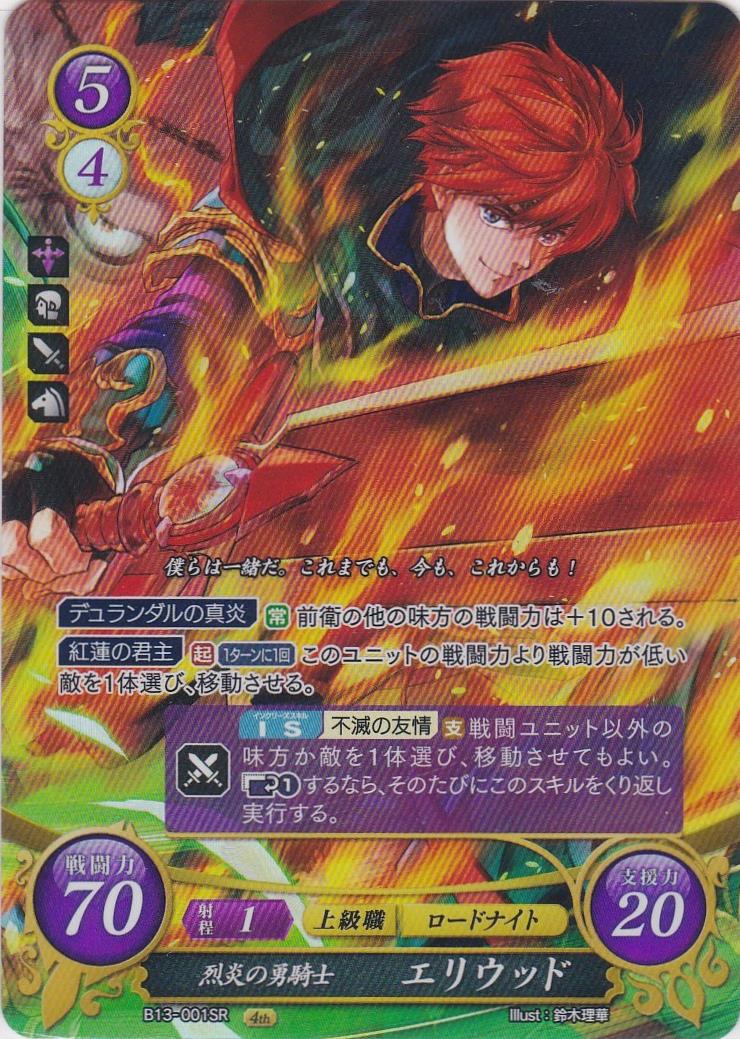 5
4
僕らは一緒だ。これまでも、今も、これからも!
デュランダルの真炎 常 前衛の他の味方の戦闘力は+10される。
紅蓮の君主 起 1ターンに1回 このユニットの戦闘力より戦闘力が低い
敵を1体選び、移動させる。
インクリーズスキル
IS 不滅の友情 支 戦闘ユニット以外の
味方か敵を1体選び、移動させてもよい。
1するなら、そのたびにこのスキルをくり返し
実行する。
戦闘力
70
射程 1 上級職 ロードナイト
支援力
20
烈炎の勇騎士 エリウッド
B13-001SR 4th Illust:鈴木理華